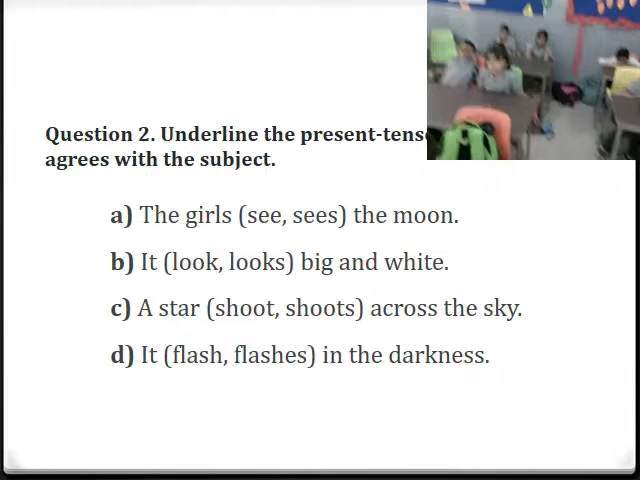 Question 2. Underline the present-tense
agrees with the subject.
a) The girls (see, sees) the moon.
b) It (look, looks) big and white.
c) A star (shoot, shoots) across the sky.
d) It (flash, flashes) in the darkness.